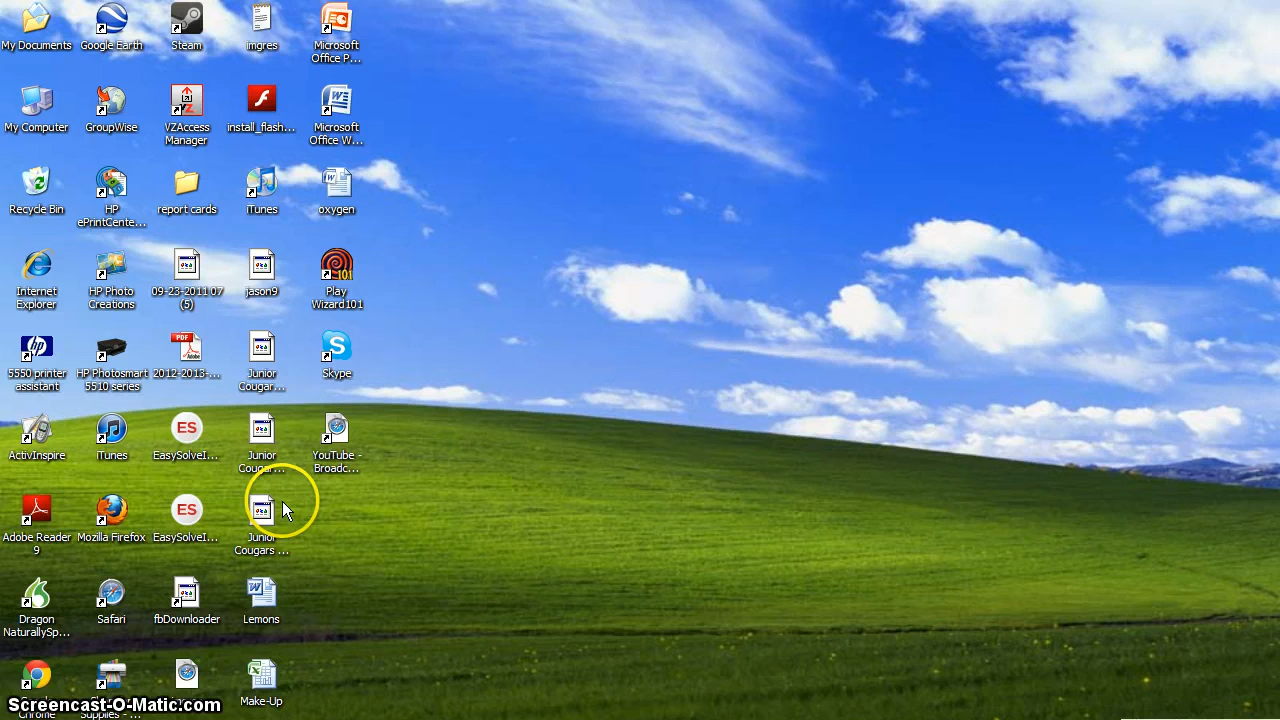 My Documents
Google Earth
Steam
imgres
Microsoft
Office P...
My Computer
GroupWise
VZAccess
Manager
install_flash...
Microsoft
Office W...
Recycle Bin
HP
ePrintCente...
report cards
iTunes
oxygen
Internet
Explorer
HP Photo
Creations
09-23-2011 07
(5)
jason9
Play
Wizard101
5550 printer
assistant
HP Photosmart
5510 series
2012-2013-...
Junior
Cougar...
Skype
ActivInspire
iTunes
EasySolveI...
Junior
Cougar...
YouTube -
Broadc...
Adobe Reader
9
Mozilla Firefox
EasySolveI...
Junior
Cougars ...
Dragon
NaturallySp...
Safari
fbDownloader
Lemons
Chrome
Supplies - ...
Make-Up
Screencast-O-Matic.com